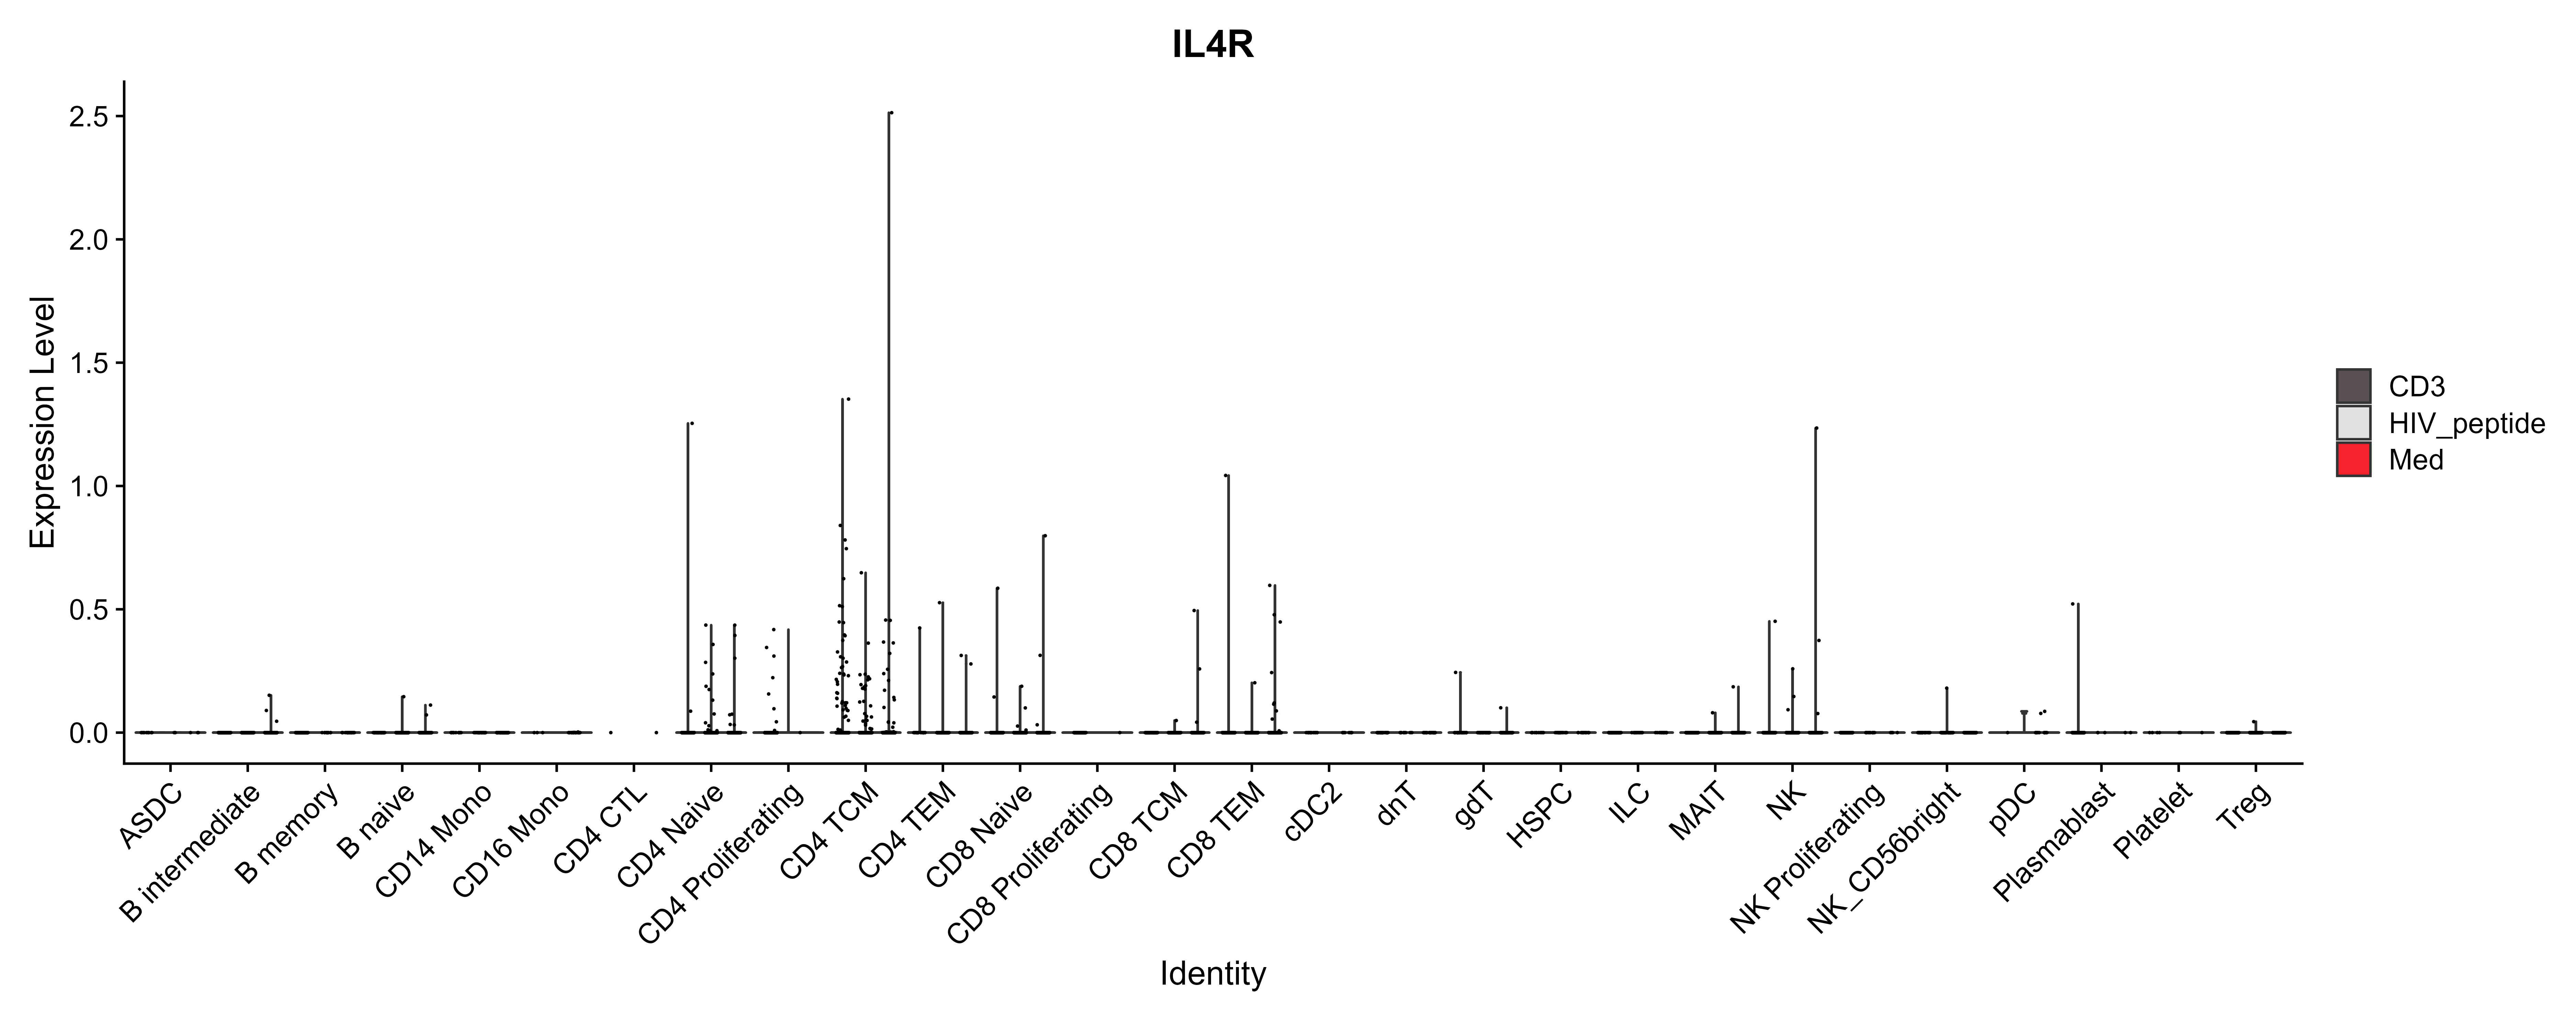 IL4R
Expression Level
2.5
2.0
1.5
1.0
0.5
0.0
CD3
HIV_peptide
Med
ASDC
B intermediate
B memory
B naive
CD14 Mono
CD16 Mono
CD4 CTL
CD4 Naive
CD4 Proliferating
CD4 TCM
CD4 TEM
CD8 Naive
CD8 Proliferating
CD8 TCM
CD8 TEM
cDC2
dnT
gdT
HSPC
ILC
MAIT
NK
NK Proliferating
NK_CD56bright
pDC
Plasmablast
Platelet
Treg
Identity